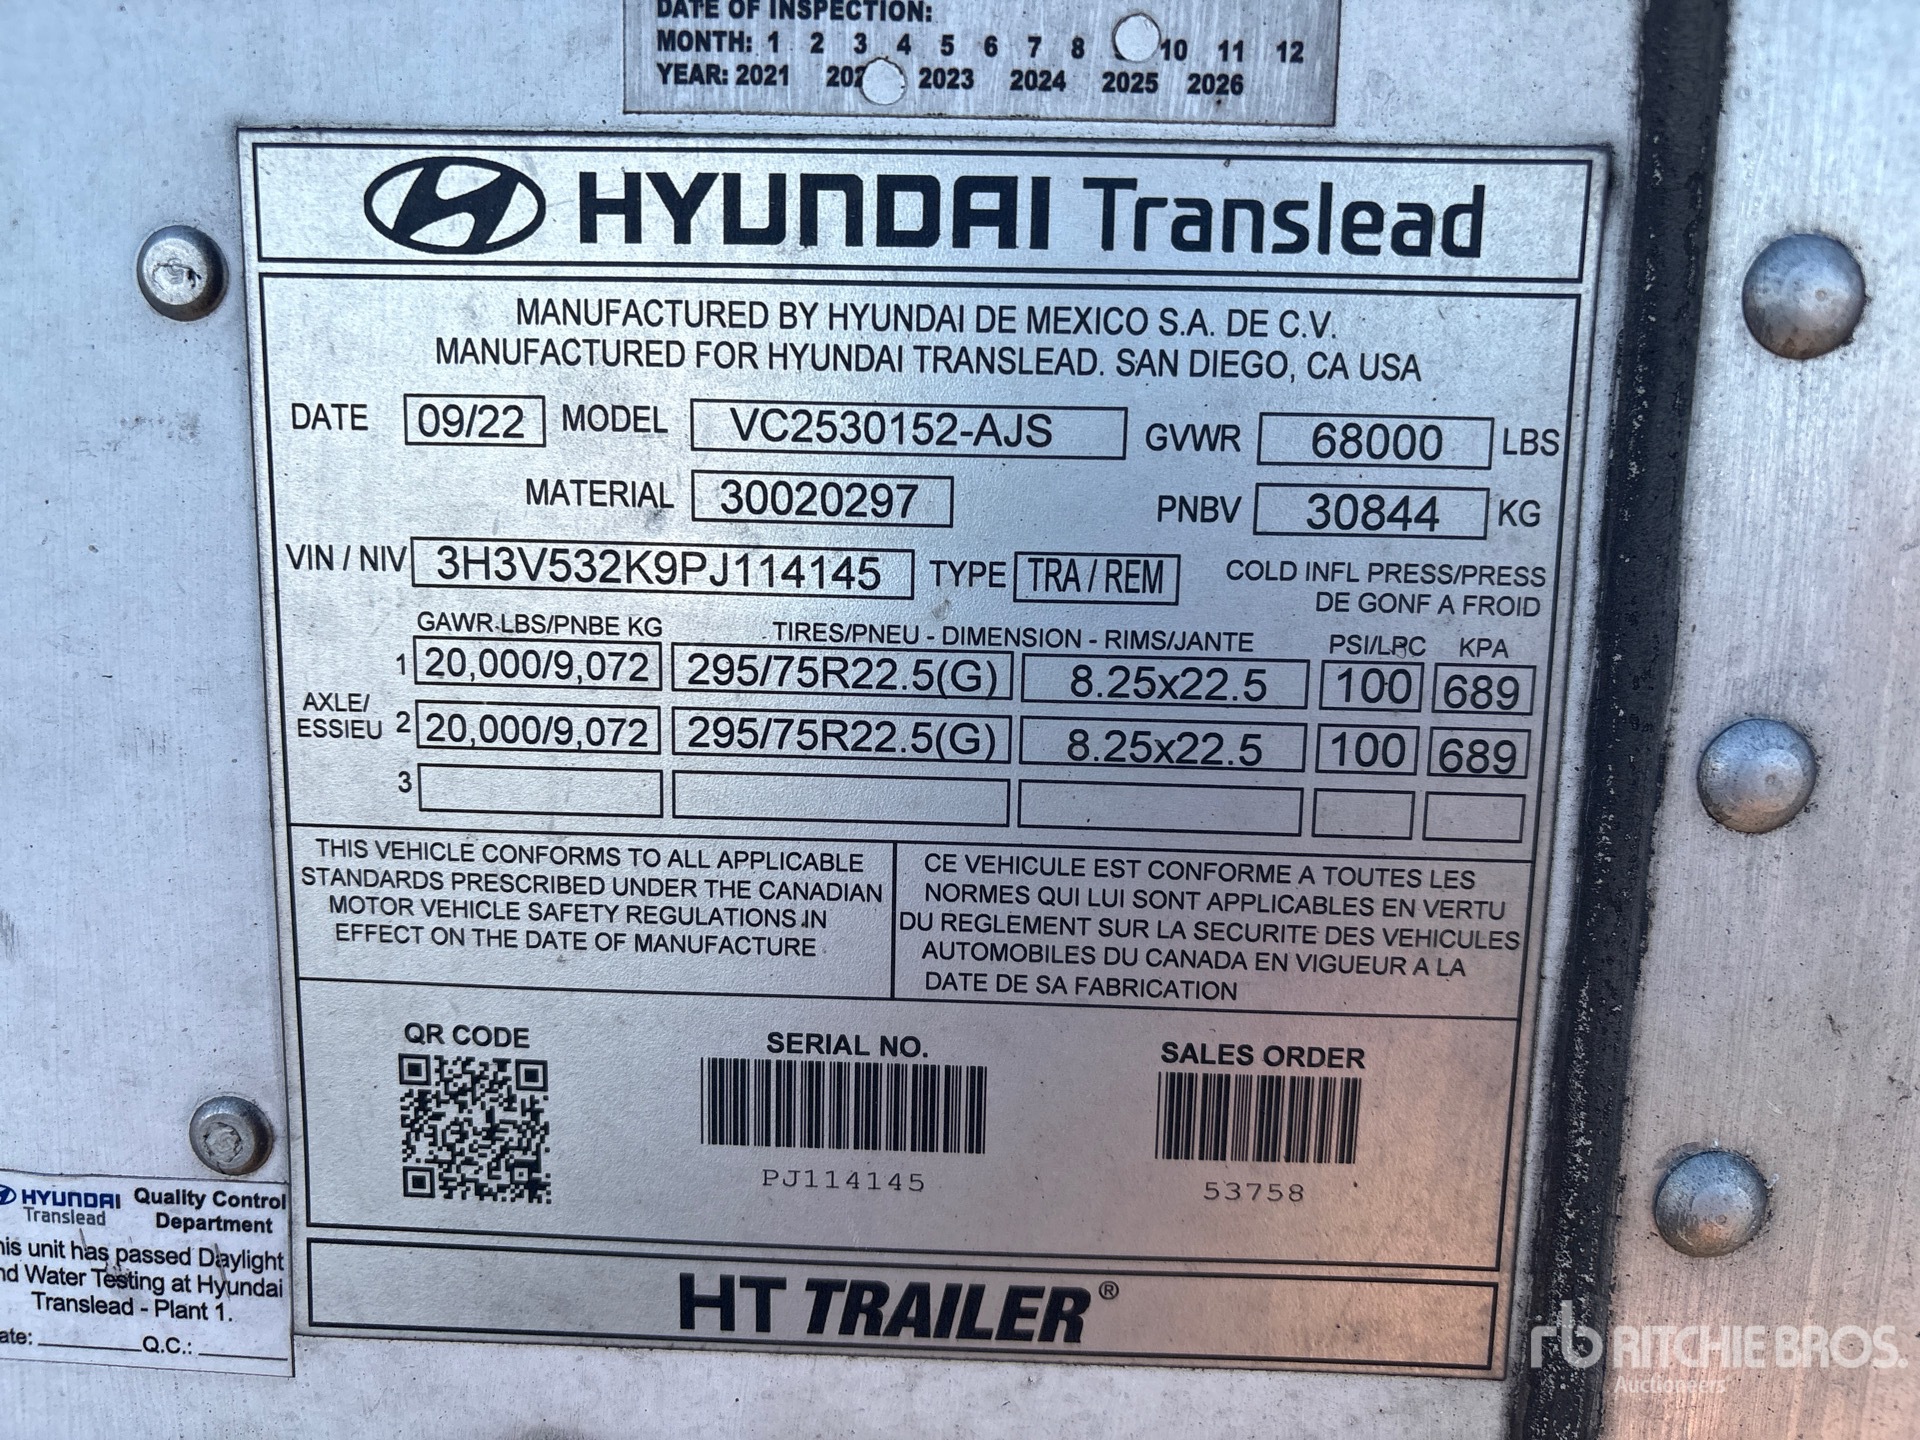 DATE OF INSPECTION:
MONTH: 1 2 3 4 5 6 7 8 10 11 12
YEAR: 2021 202 2023 2024 2025 2026
HYUNDAI Translead
MANUFACTURED BY HYUNDAI DE MEXICO S.A. DE C.V.
MANUFACTURED FOR HYUNDAI TRANSLEAD. SAN DIEGO, CA USA
DATE 09/22 MODEL VC2530152-AJS GVWR 68000 LBS
MATERIAL 30020297 PNBV 30844 KG
VIN / NIV 3H3V532K9PJ114145 TYPE TRA / REM COLD INFL PRESS/PRESS
DE GONF A FROID
GAWR-LBS/PNBE KG TIRES/PNEU - DIMENSION - RIMS/JANTE PSI/LPC KPA
1 20,000/9,072 295/75R22.5(G) 8.25x22.5 100 689
AXLE/
ESSIEU 2 20,000/9,072 295/75R22.5(G) 8.25x22.5 100 689
3
THIS VEHICLE CONFORMS TO ALL APPLICABLE
STANDARDS PRESCRIBED UNDER THE CANADIAN
MOTOR VEHICLE SAFETY REGULATIONS IN
EFFECT ON THE DATE OF MANUFACTURE
CE VEHICULE EST CONFORME A TOUTES LES
NORMES QUI LUI SONT APPLICABLES EN VERTU
DU REGLEMENT SUR LA SECURITE DES VEHICULES
AUTOMOBILES DU CANADA EN VIGUEUR A LA
DATE DE SA FABRICATION
QR CODE
SERIAL NO.
PJ114145
SALES ORDER
53758
HT TRAILER®
HYUNDAI Translead
Quality Control
Department
his unit has passed Daylight
nd Water Testing at Hyundai
Translead - Plant 1.
ate: ________ Q.C.: ________
rb RITCHIE BROS.
Auctioneers